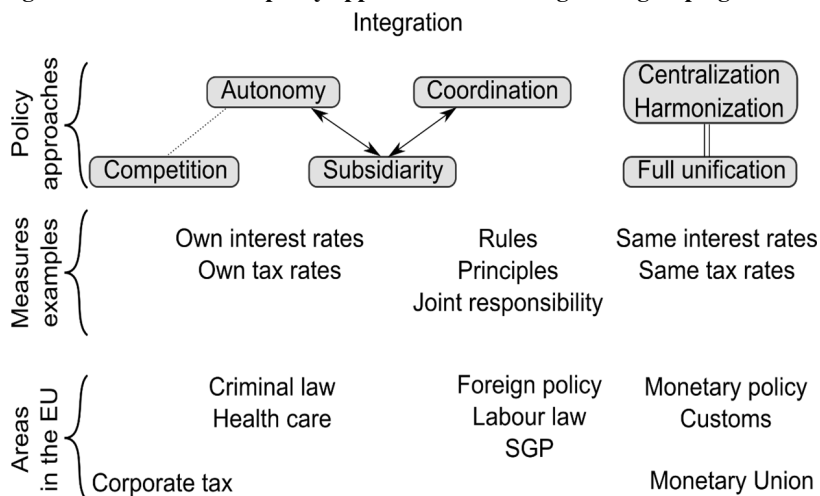 Integration
Policy
approaches
Autonomy
Coordination
Centralization
Harmonization
Competition
Subsidiarity
Full unification
Measures
examples
Own interest rates
Own tax rates
Rules
Principles
Joint responsibility
Same interest rates
Same tax rates
Areas
in the EU
Criminal law
Health care
Foreign policy
Labour law
SGP
Monetary policy
Customs
Corporate tax
Monetary Union